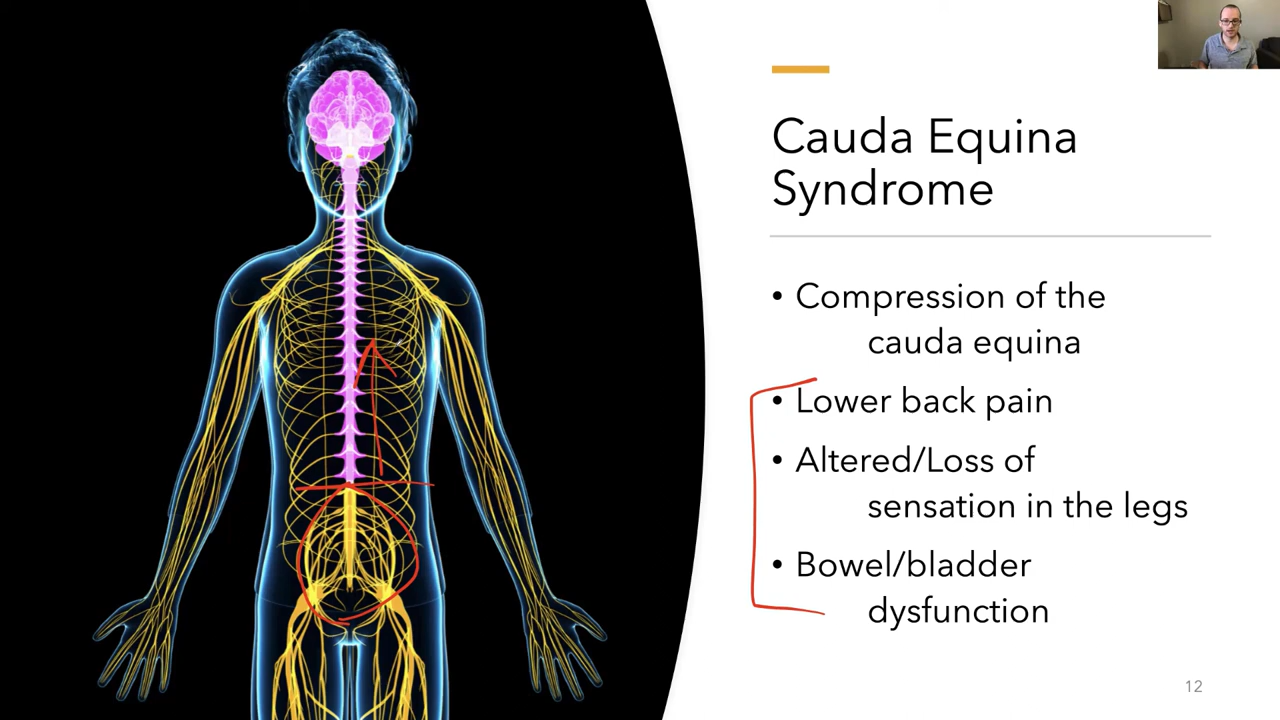 Cauda Equina
Syndrome
• Compression of the
cauda equina
• Lower back pain
• Altered/Loss of
sensation in the legs
• Bowel/bladder
dysfunction
12